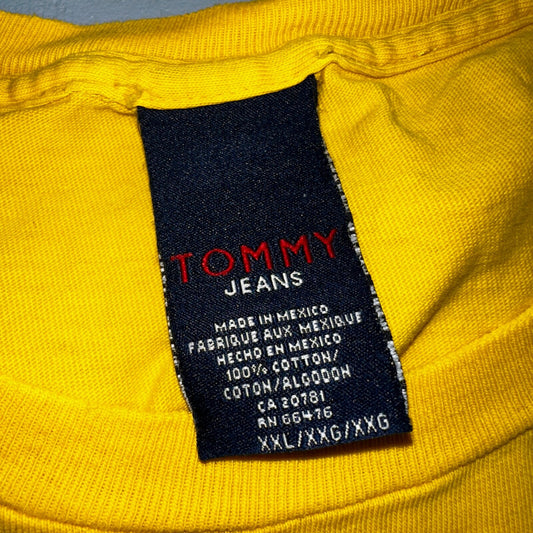 TOMMY
JEANS
MADE IN MEXICO
FABRIQUE AUX MEXIQUE
HECHO EN MEXICO
100% COTTON/
COTON/ALGODON
CA 20781
RN 66476
XXL/XXG/XXG